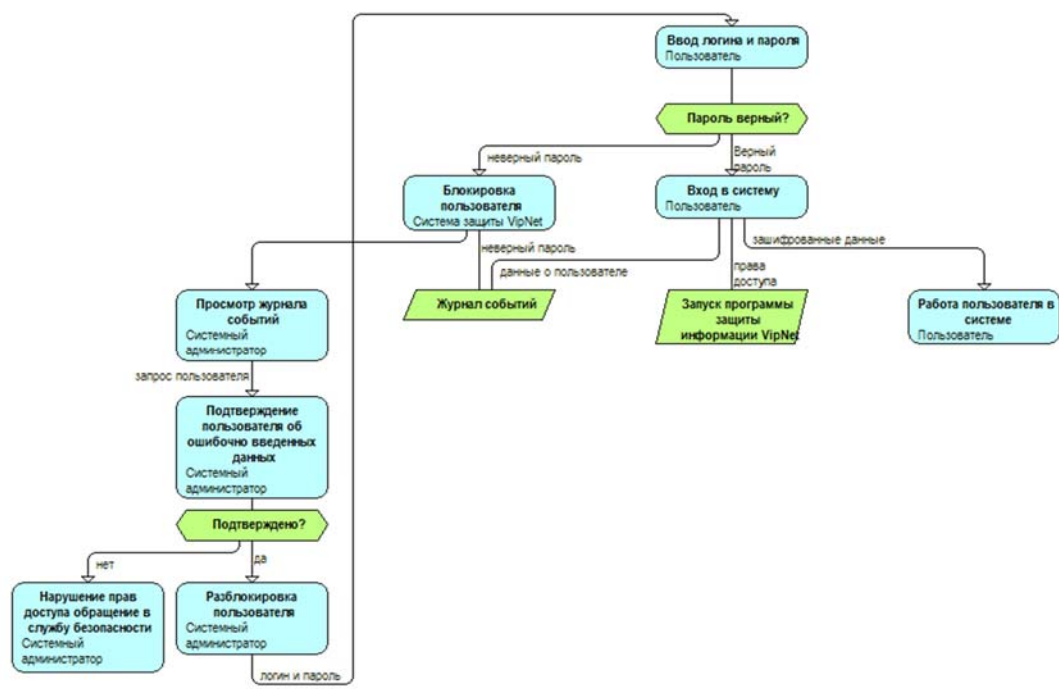 Ввод логина и пароля
Пользователь
Пароль верный?
неверный пароль
Верный
рароль
Блокировка
пользователя
Система защиты VipNet
Вход в систему
Пользователь
неверный пароль
данные о пользователе
права
доступа
зашифрованные данные
Просмотр журнала
событий
Системный
администратор
Журнал событий
Запуск программы
защиты
информации VipNet
Работа пользователя в
системе
Пользователь
запрос пользователя
Подтверждение
пользователя об
ошибочно введенных
данных
Системный
администратор
Подтверждено?
нет
да
Нарушение прав
доступа обращение в
службу безопасности
Системный
администратор
Разблокировка
пользователя
Системный
администратор
логин и пароль